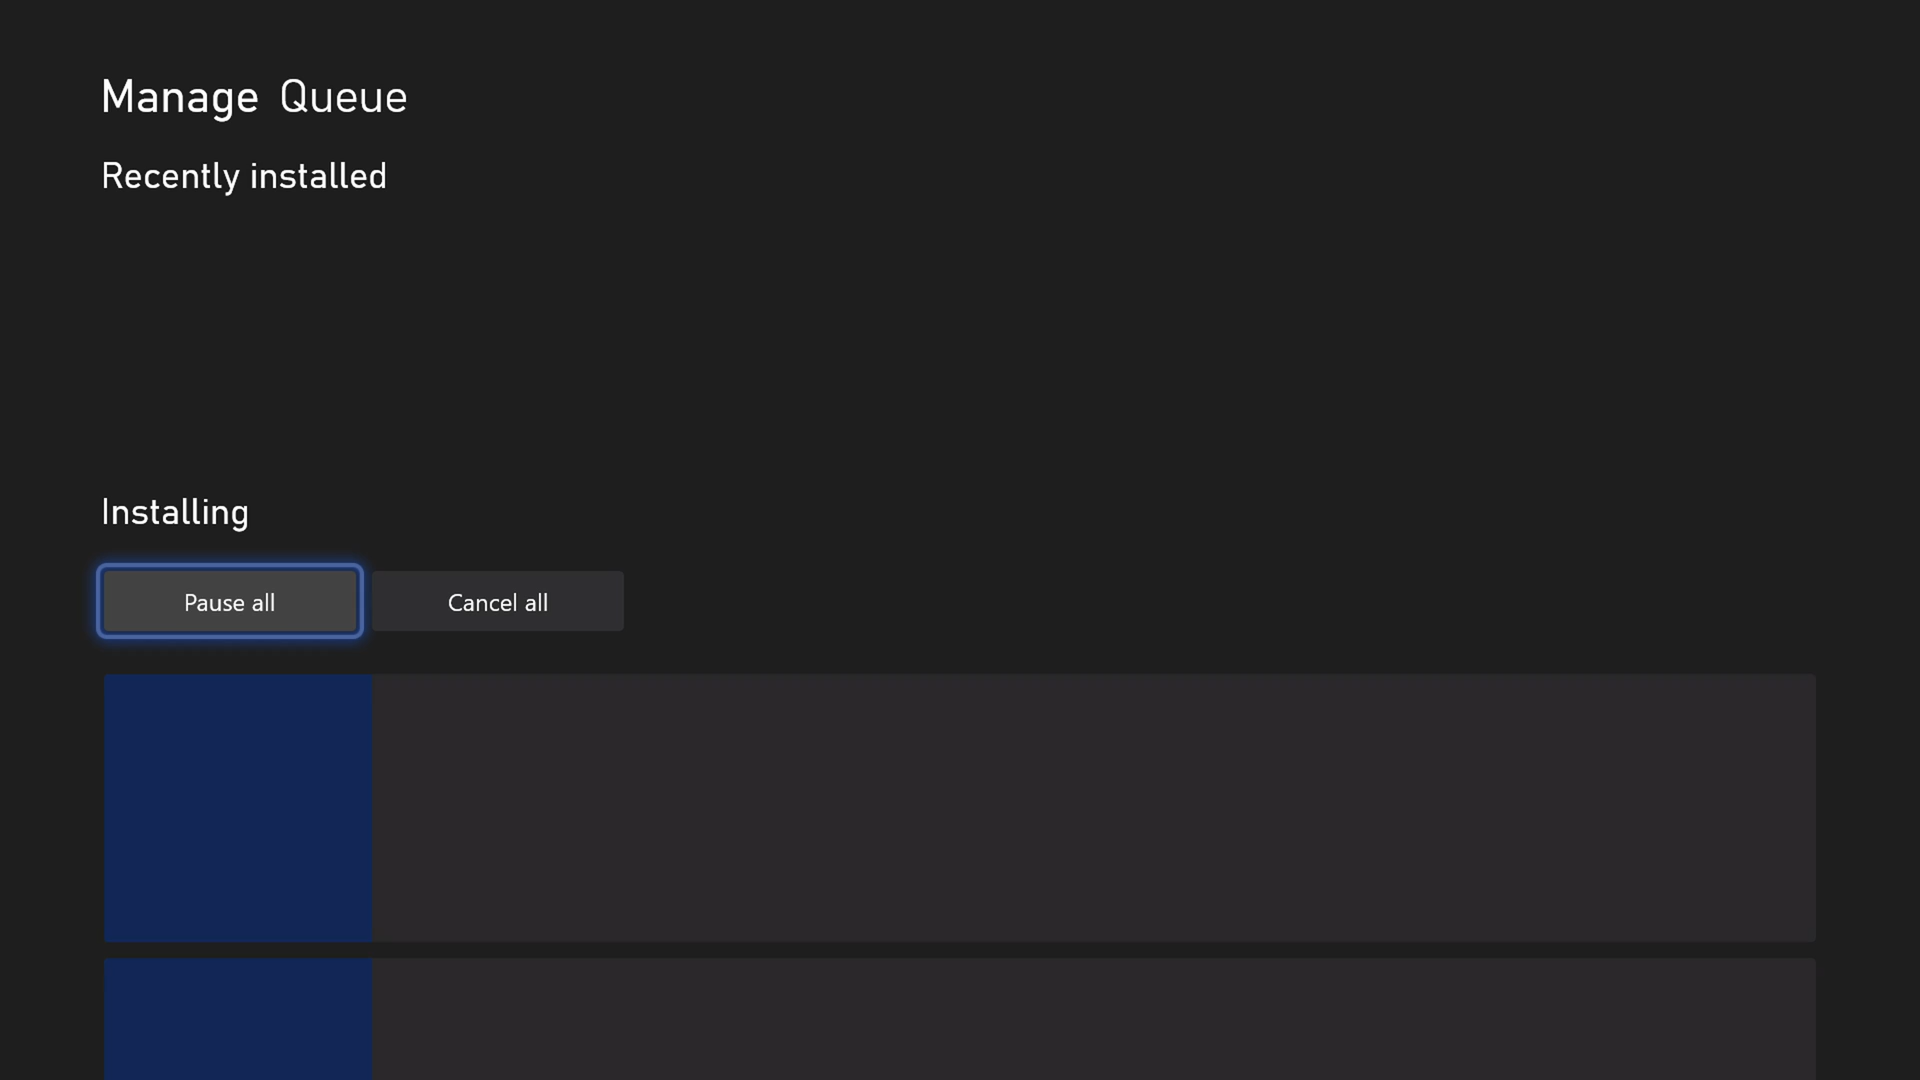 Manage Queue
Recently installed
Installing
Pause all
Cancel all